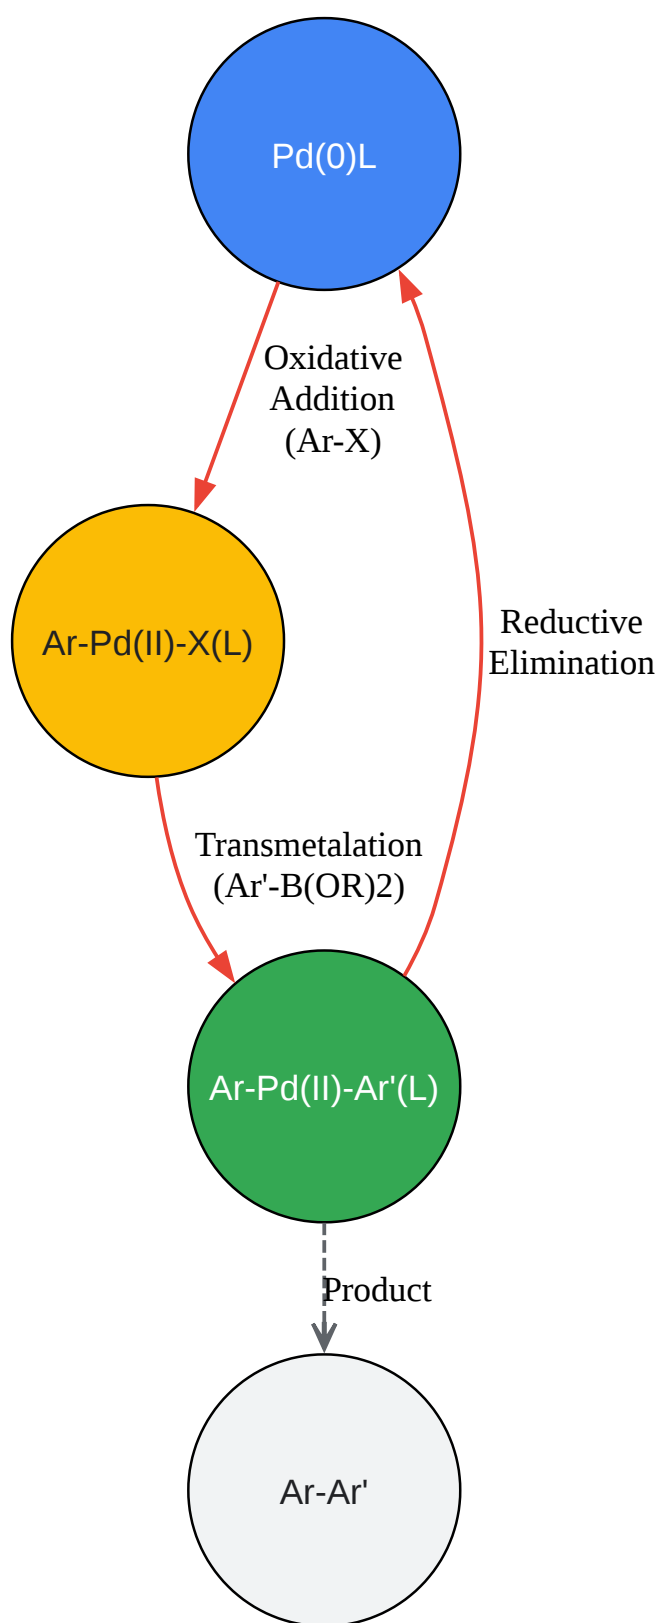 Pd(0)L
Oxidative
Addition
(Ar-X)
Ar-Pd(II)-X(L)
Reductive
Elimination
Transmetalation
(Ar'-B(OR)2)
Ar-Pd(II)-Ar'(L)
Product
Ar-Ar'